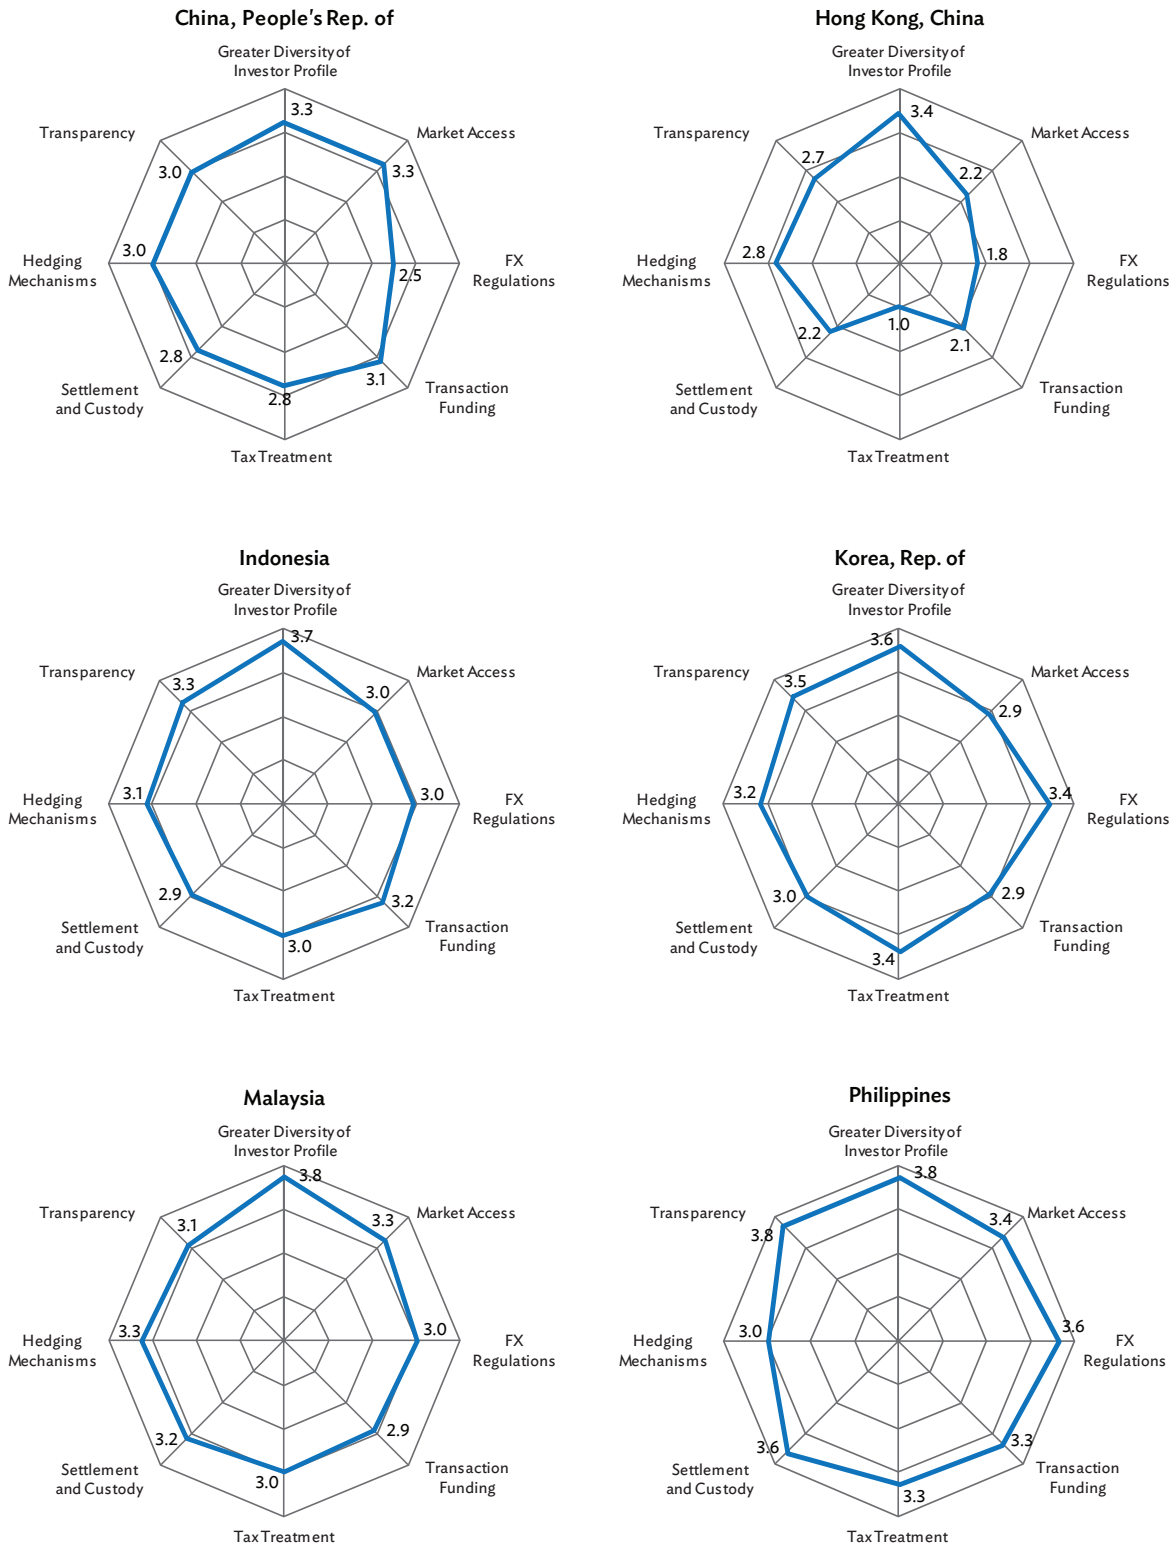 China, People's Rep. of
Greater Diversity of
Investor Profile
3.3
Transparency
Market Access
3.0
3.3
3.0
Hedging
Mechanisms
FX
Regulations
2.5
2.8
3.1
Settlement
and Custody
2.8
Transaction
Funding
Tax Treatment
Hong Kong, China
Greater Diversity of
Investor Profile
3.4
Transparency
Market Access
2.7
2.2
2.8
1.8
Hedging
Mechanisms
FX
Regulations
2.2
1.0
2.1
Settlement
and Custody
Transaction
Funding
Tax Treatment
Indonesia
Greater Diversity of
Investor Profile
3.7
Transparency
Market Access
3.3
3.0
3.1
3.0
Hedging
Mechanisms
FX
Regulations
2.9
3.2
Settlement
and Custody
3.0
Transaction
Funding
Tax Treatment
Korea, Rep. of
Greater Diversity of
Investor Profile
3.6
Transparency
Market Access
3.5
2.9
3.2
3.4
Hedging
Mechanisms
FX
Regulations
3.0
2.9
Settlement
and Custody
3.4
Transaction
Funding
Tax Treatment
Malaysia
Greater Diversity of
Investor Profile
3.8
Transparency
Market Access
3.1
3.3
3.3
3.0
Hedging
Mechanisms
FX
Regulations
3.2
2.9
Settlement
and Custody
3.0
Transaction
Funding
Tax Treatment
Philippines
Greater Diversity of
Investor Profile
3.8
Transparency
Market Access
3.8
3.4
3.0
3.6
Hedging
Mechanisms
FX
Regulations
3.6
3.3
Settlement
and Custody
3.3
Transaction
Funding
Tax Treatment